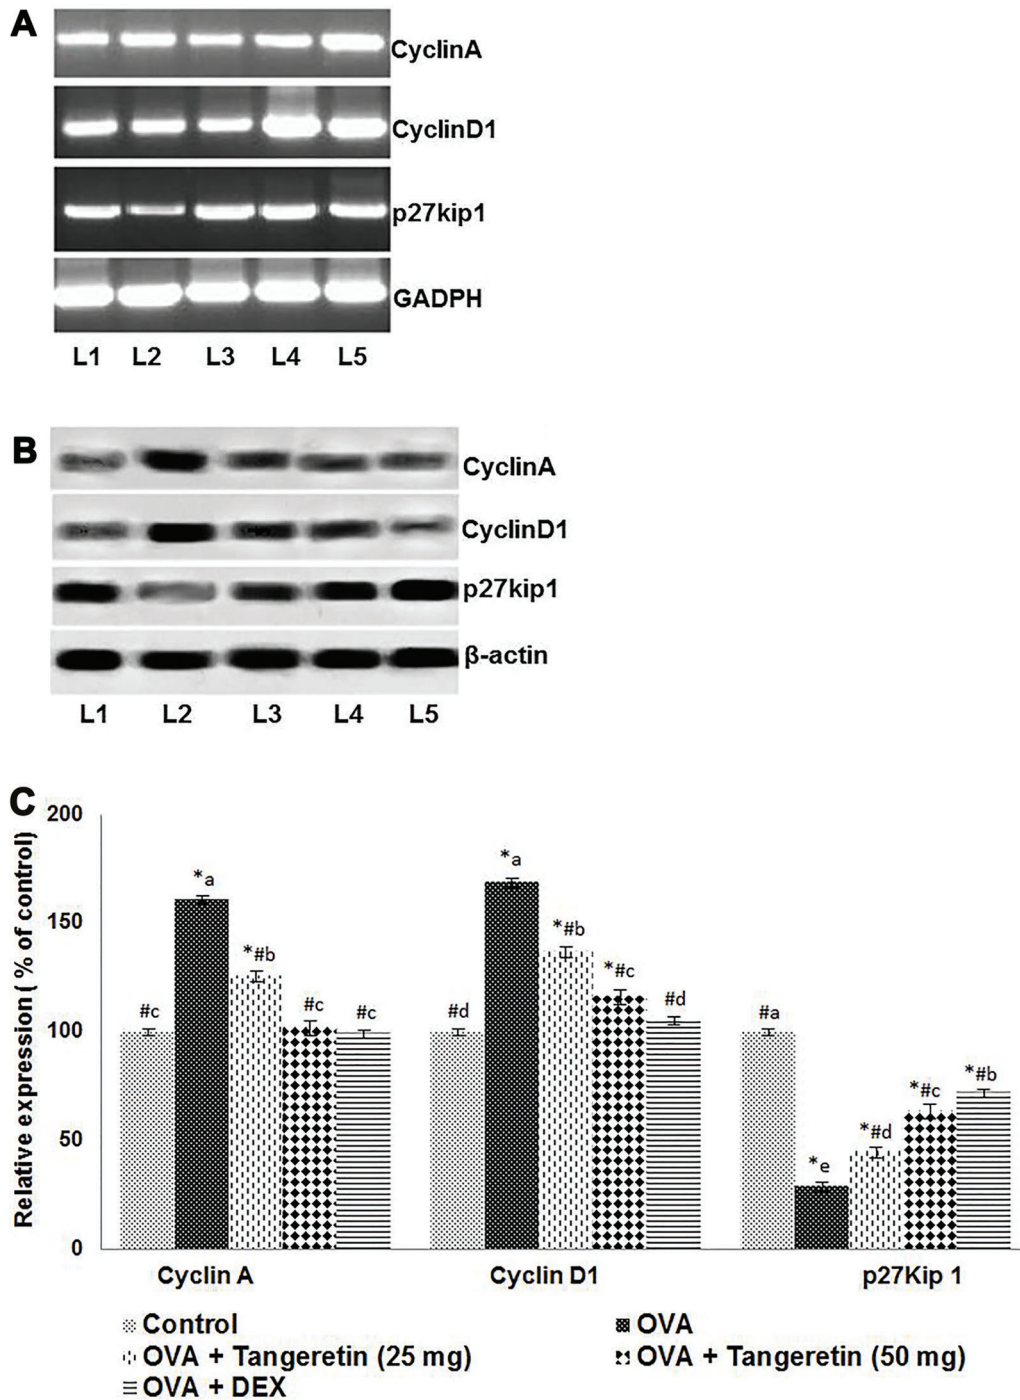 A
CyclinA
CyclinD1
p27kip1
GADPH
L1 L2 L3 L4 L5
B
CyclinA
CyclinD1
p27kip1
β-actin
L1 L2 L3 L4 L5
C
Relative expression ( % of control)
200
150
100
50
0
#c *a *#b #c #c
#d *a *#b *#c #d
#a *e *#d *#c *#b
Cyclin A Cyclin D1 p27Kip 1
Control OVA
OVA + Tangeretin (25 mg) OVA + Tangeretin (50 mg)
OVA + DEX